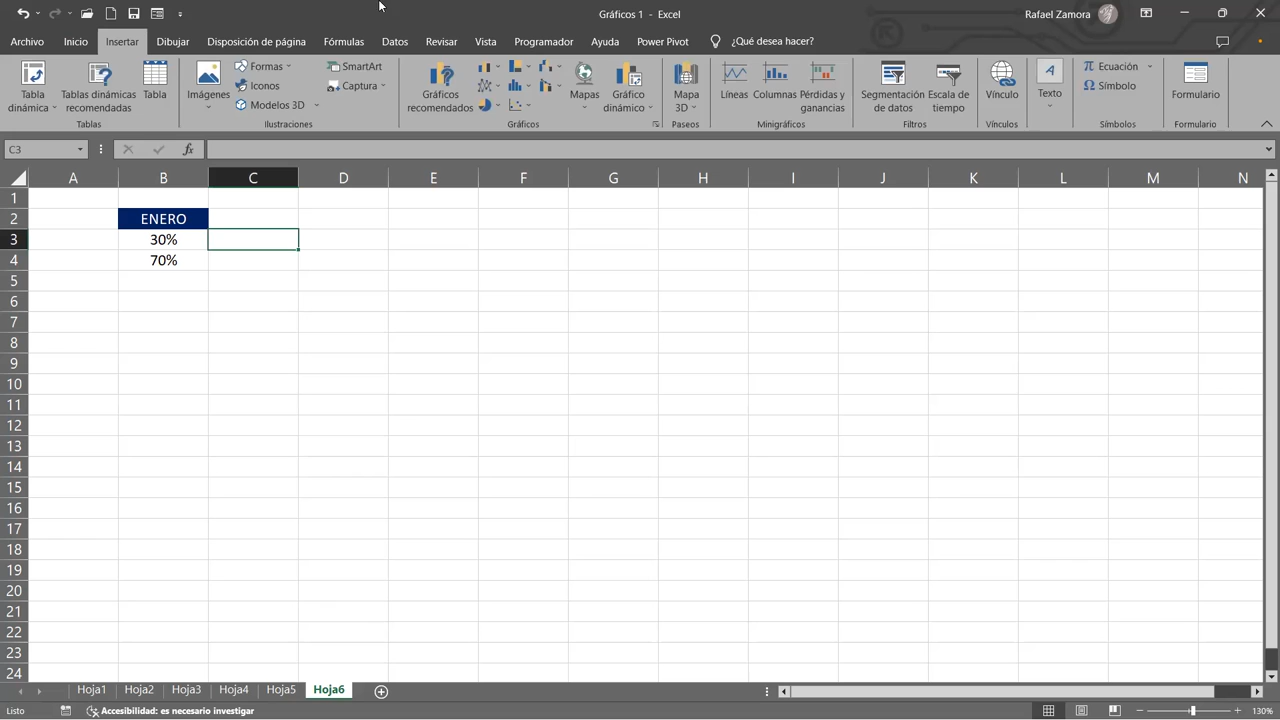 Gráficos 1 - Excel
Rafael Zamora
Archivo Inicio Insertar Dibujar Disposición de página Fórmulas Datos Revisar Vista Programador Ayuda Power Pivot ¿Qué desea hacer?
Tabla dinámica
Tablas dinámicas recomendadas
Tabla
Tablas
Imágenes
Formas
Iconos
Modelos 3D
SmartArt
Captura
Ilustraciones
Gráficos recomendados
Mapas
Gráfico dinámico
Gráficos
Mapa 3D
Paseos
Líneas
Columnas
Pérdidas y ganancias
Minigráficos
Segmentación de datos
Escala de tiempo
Filtros
Vínculo
Vínculos
A
Texto
π Ecuación
Ω Símbolo
Símbolos
Formulario
Formulario
C3
fx
A B C D E F G H I J K L M N
1
2 ENERO
3 30%
4 70%
5
6
7
8
9
10
11
12
13
14
15
16
17
18
19
20
21
22
23
24
Hoja1 Hoja2 Hoja3 Hoja4 Hoja5 Hoja6
Listo
Accesibilidad: es necesario investigar
130%